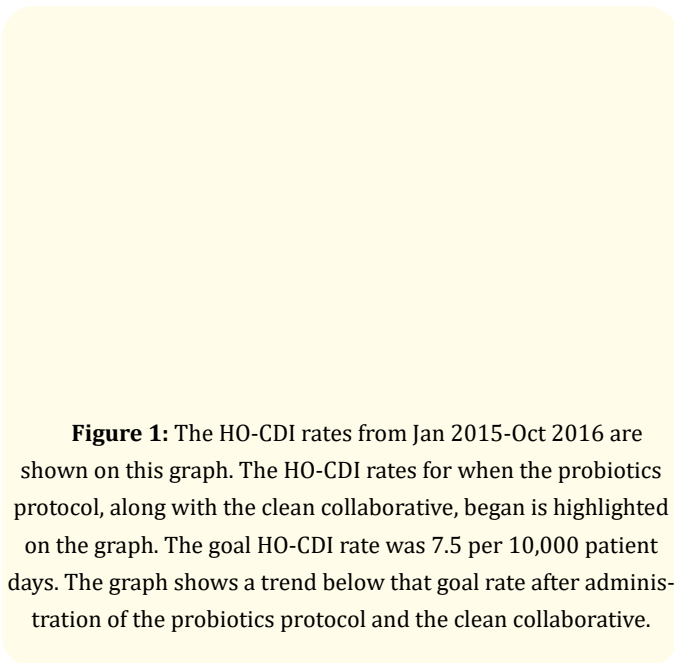 Figure 1: The HO-CDI rates from Jan 2015-Oct 2016 are
shown on this graph. The HO-CDI rates for when the probiotics
protocol, along with the clean collaborative, began is highlighted
on the graph. The goal HO-CDI rate was 7.5 per 10,000 patient
days. The graph shows a trend below that goal rate after adminis-
tration of the probiotics protocol and the clean collaborative.